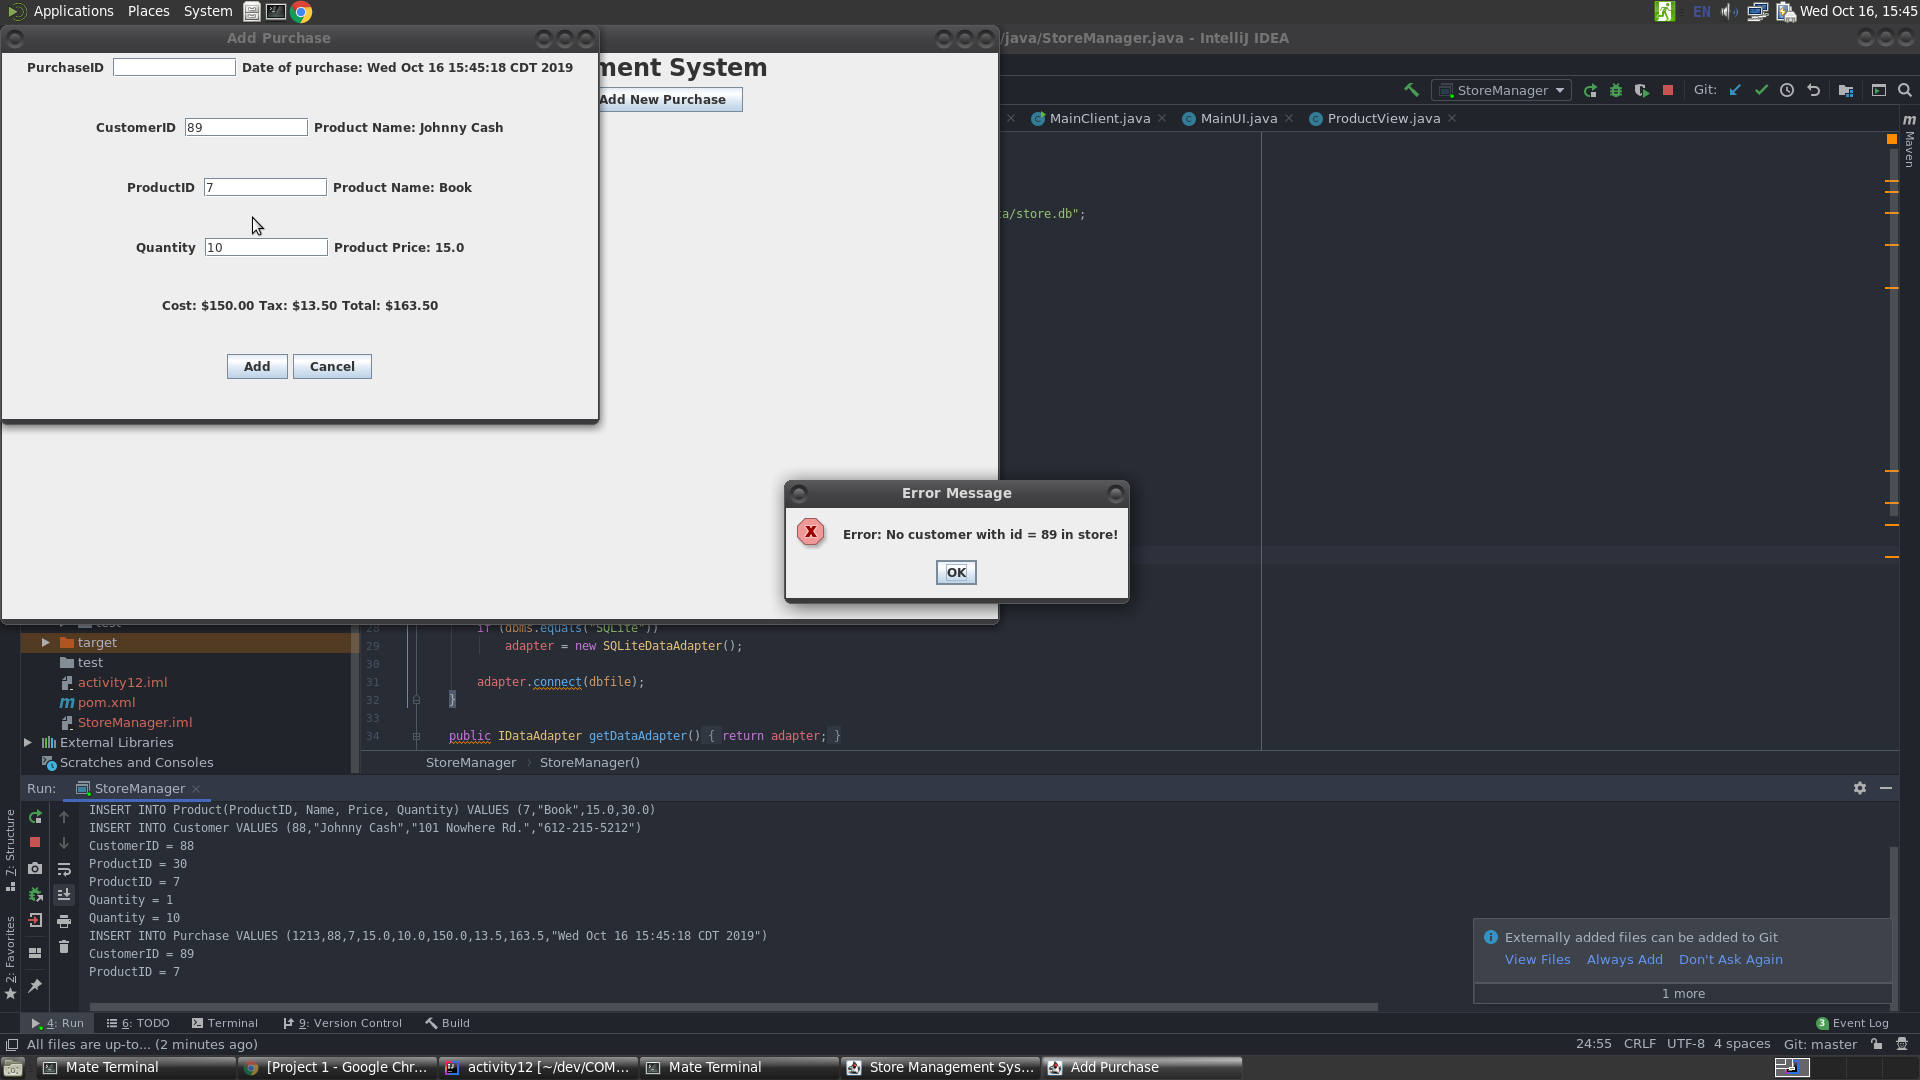 Applications Places System
EN
Wed Oct 16, 15:45
Add Purchase
/java/StoreManager.java - IntelliJ IDEA
PurchaseID
Date of purchase: Wed Oct 16 15:45:18 CDT 2019
ment System
Add New Purchase
StoreManager
Git:
MainClient.java
MainUI.java
ProductView.java
m
Maven
CustomerID 89 Product Name: Johnny Cash
ProductID 7 Product Name: Book
a/store.db";
Quantity 10 Product Price: 15.0
Cost: $150.00 Tax: $13.50 Total: $163.50
Add
Cancel
Error Message
Error: No customer with id = 89 in store!
OK
test
28 if (dbms.equals("SQLite"))
target
29 adapter = new SQLiteDataAdapter();
test
30
activity12.iml
31 adapter.connect(dbfile);
pom.xml
32 }
StoreManager.iml
33
External Libraries
34 public IDataAdapter getDataAdapter() { return adapter; }
Scratches and Consoles
StoreManager › StoreManager()
Run: StoreManager
INSERT INTO Product(ProductID, Name, Price, Quantity) VALUES (7,"Book",15.0,30.0)
INSERT INTO Customer VALUES (88,"Johnny Cash","101 Nowhere Rd.","612-215-5212")
CustomerID = 88
ProductID = 30
ProductID = 7
Quantity = 1
Quantity = 10
INSERT INTO Purchase VALUES (1213,88,7,15.0,10.0,150.0,13.5,163.5,"Wed Oct 16 15:45:18 CDT 2019")
CustomerID = 89
ProductID = 7
7: Structure
2: Favorites
Externally added files can be added to Git
View Files Always Add Don't Ask Again
1 more
4: Run
6: TODO
Terminal
9: Version Control
Build
3 Event Log
All files are up-to... (2 minutes ago)
24:55 CRLF UTF-8 4 spaces Git: master
Mate Terminal
[Project 1 - Google Chr...
activity12 [~/dev/COM...
Mate Terminal
Store Management Sys...
Add Purchase